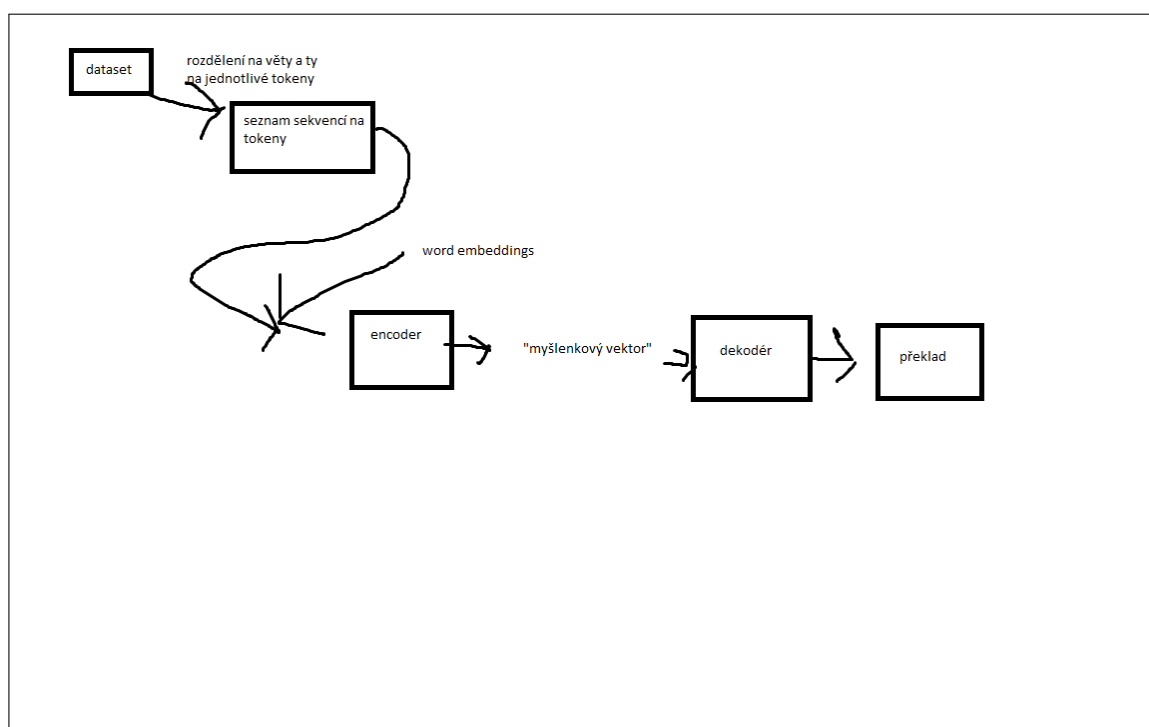 dataset
rozdělení na věty a ty
na jednotlivé tokeny
seznam sekvencí na
tokeny
word embeddings
encoder
"myšlenkový vektor"
dekodér
překlad